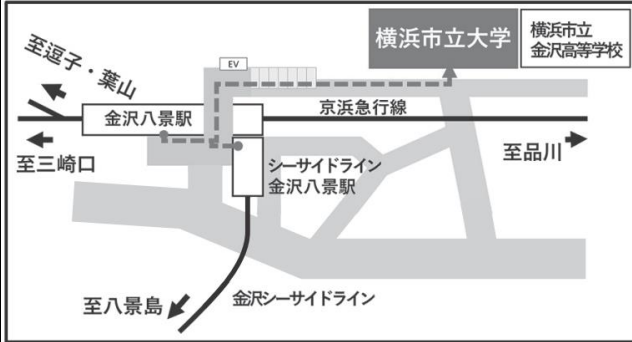 横浜市立大学
横浜市立
金沢高等学校
EV
至逗子・葉山
金沢八景駅
京浜急行線
至三崎口
シーサイドライン
金沢八景駅
至品川
至八景島
金沢シーサイドライン